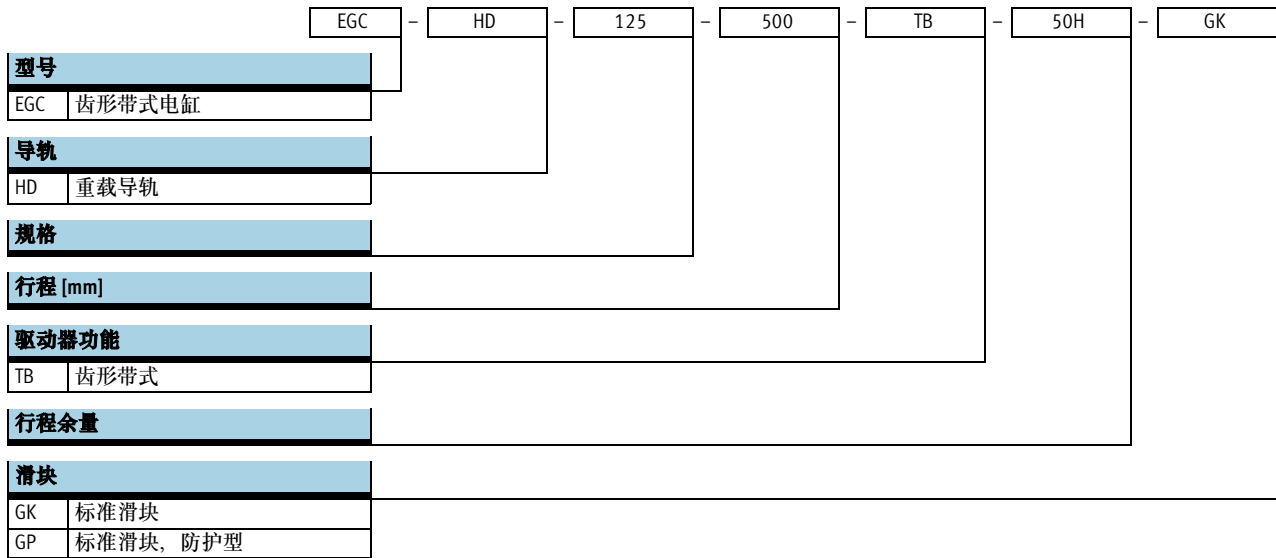 EGC – HD – 125 – 500 – TB – 50H – GK
型号
EGC 齿形带式电缸
导轨
HD 重载导轨
规格
行程 [mm]
驱动器功能
TB 齿形带式
行程余量
滑块
GK 标准滑块
GP 标准滑块，防护型